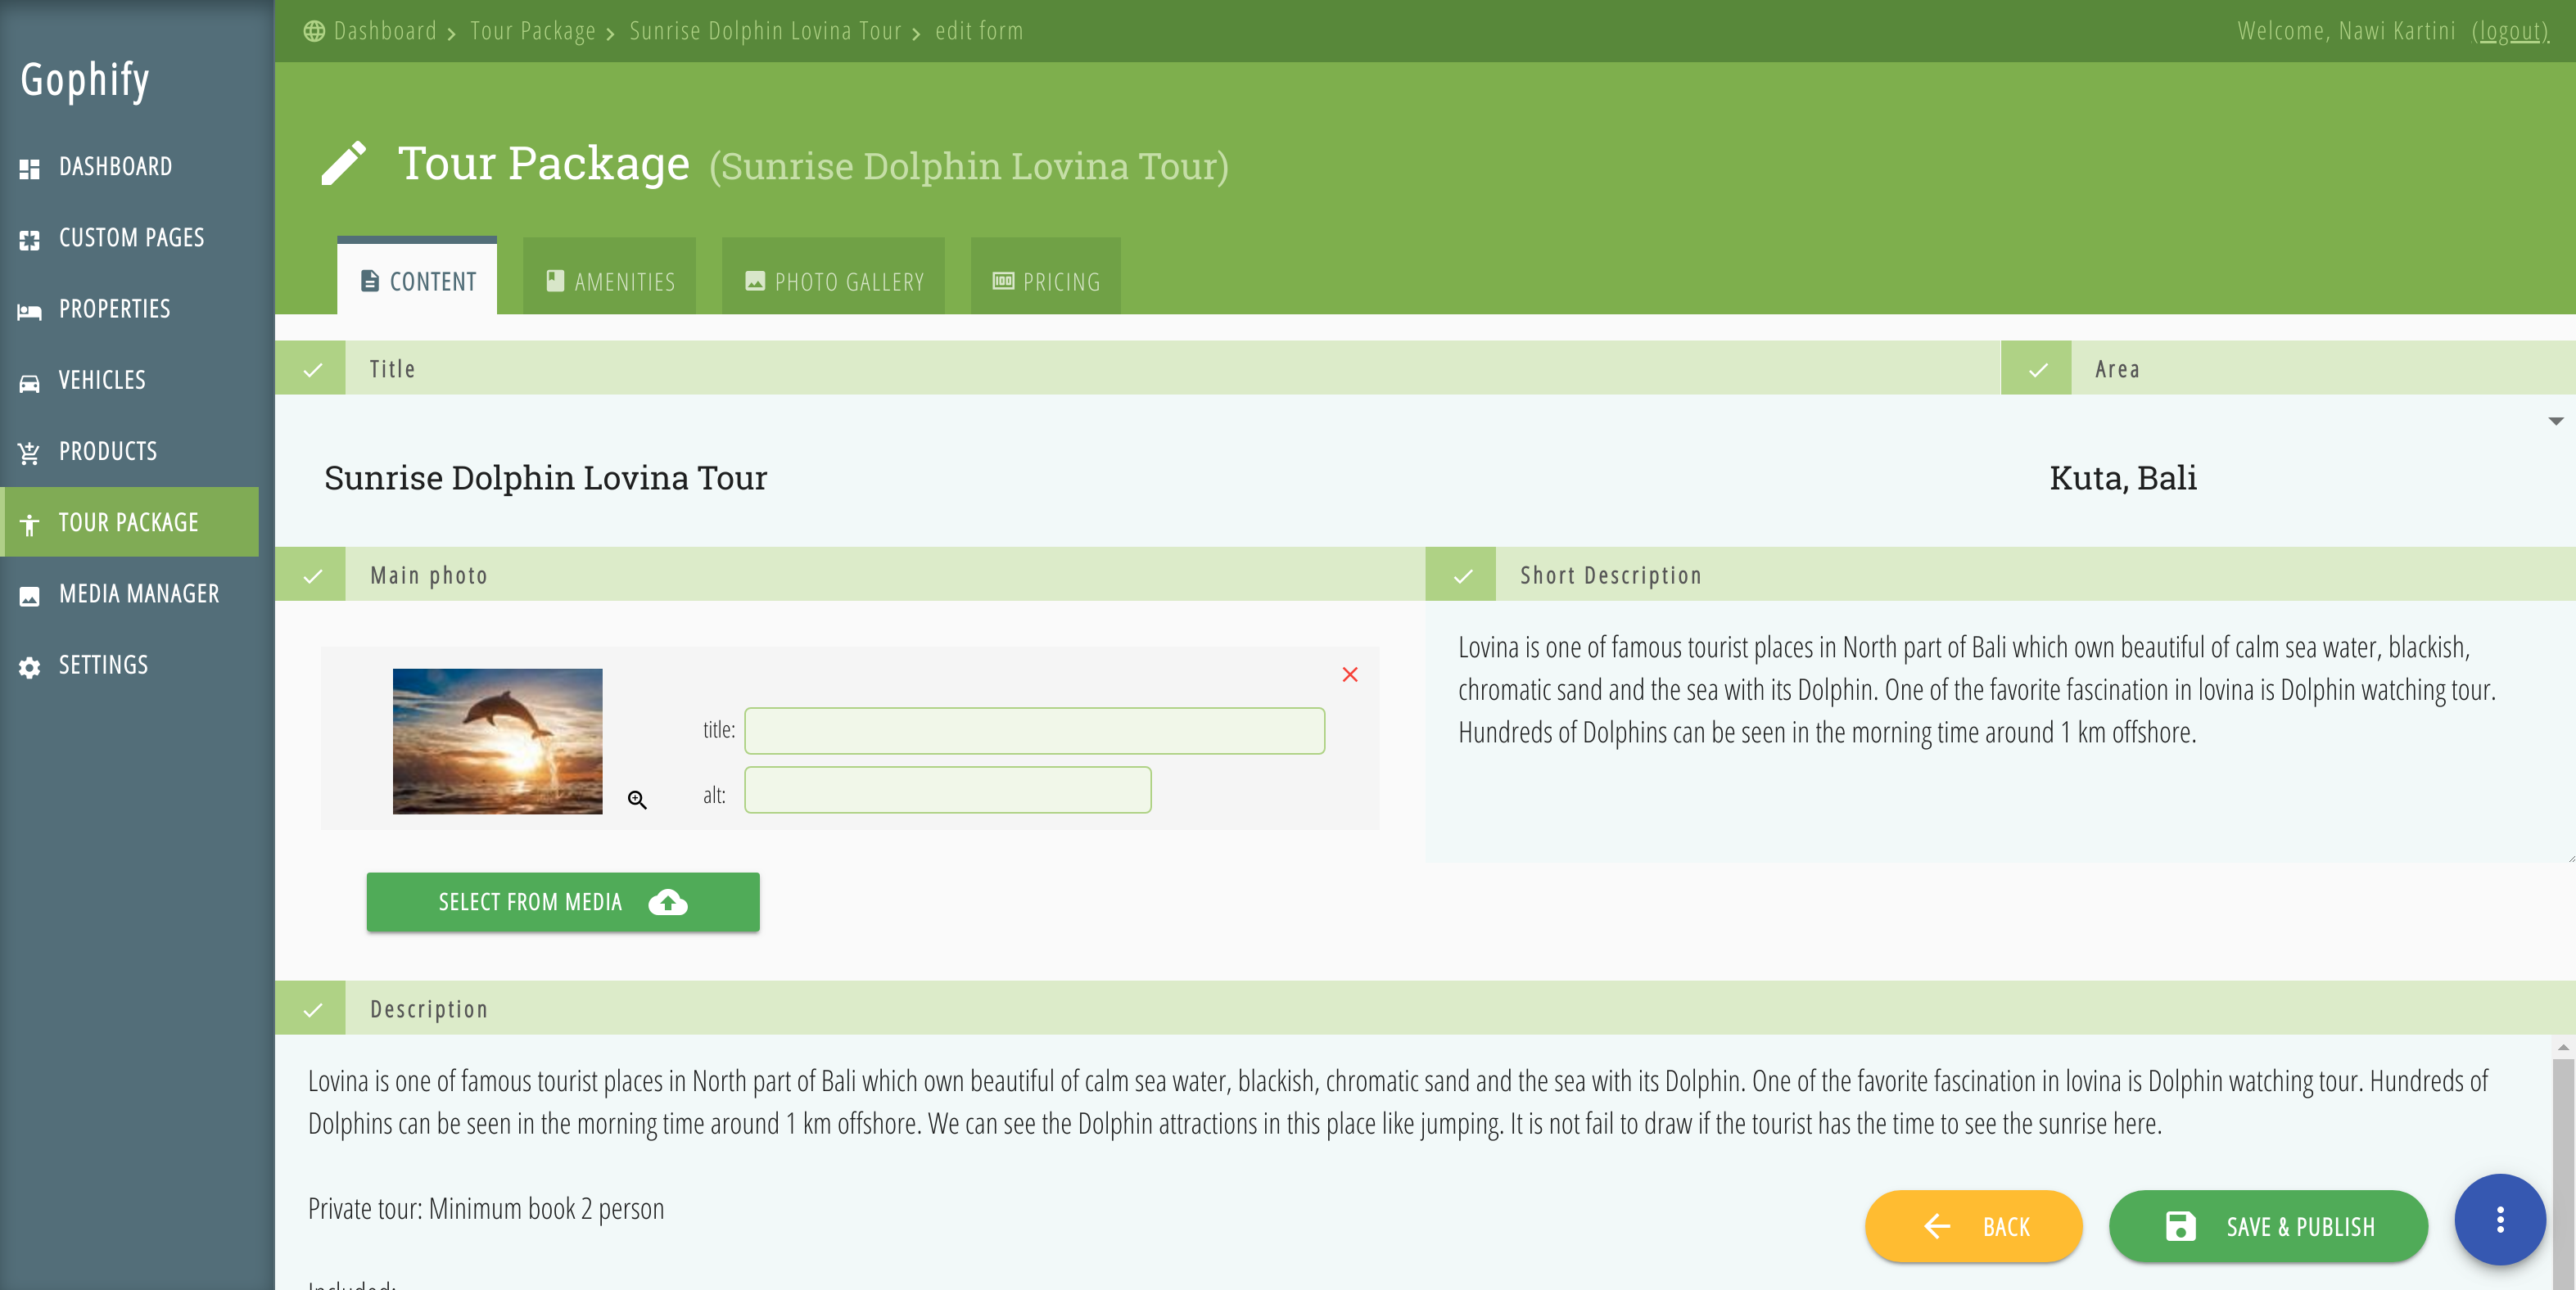 Dashboard Tour Package Sunrise Dolphin Lovina Tour edit form
Welcome, Nawi Kartini (logout)
Gophify
DASHBOARD
CUSTOM PAGES
PROPERTIES
VEHICLES
PRODUCTS
TOUR PACKAGE
MEDIA MANAGER
SETTINGS
Tour Package (Sunrise Dolphin Lovina Tour)
CONTENT
AMENITIES
PHOTO GALLERY
PRICING
Title
Area
Sunrise Dolphin Lovina Tour
Kuta, Bali
Main photo
title:
alt:
SELECT FROM MEDIA
Short Description
Lovina is one of famous tourist places in North part of Bali which own beautiful of calm sea water, blackish,
chromatic sand and the sea with its Dolphin. One of the favorite fascination in lovina is Dolphin watching tour.
Hundreds of Dolphins can be seen in the morning time around 1 km offshore.
Description
Lovina is one of famous tourist places in North part of Bali which own beautiful of calm sea water, blackish, chromatic sand and the sea with its Dolphin. One of the favorite fascination in lovina is Dolphin watching tour. Hundreds of
Dolphins can be seen in the morning time around 1 km offshore. We can see the Dolphin attractions in this place like jumping. It is not fail to draw if the tourist has the time to see the sunrise here.
Private tour: Minimum book 2 person
Included:
BACK
SAVE & PUBLISH